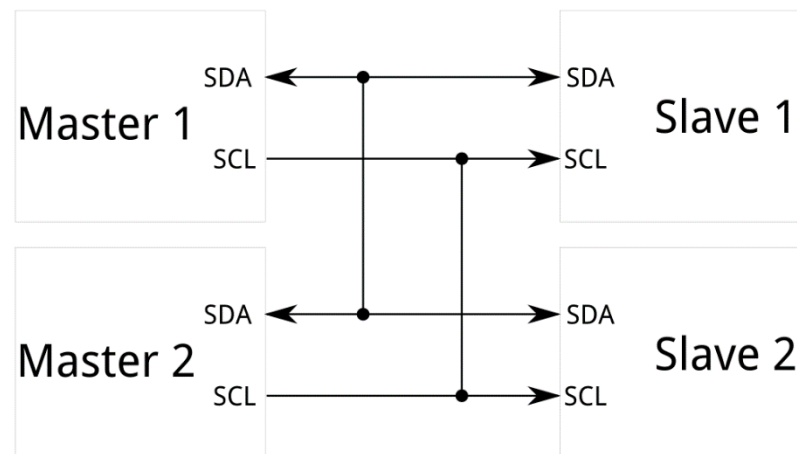 SDA
Master 1
SCL
SDA
Slave 1
SCL
SDA
Master 2
SCL
SDA
Slave 2
SCL